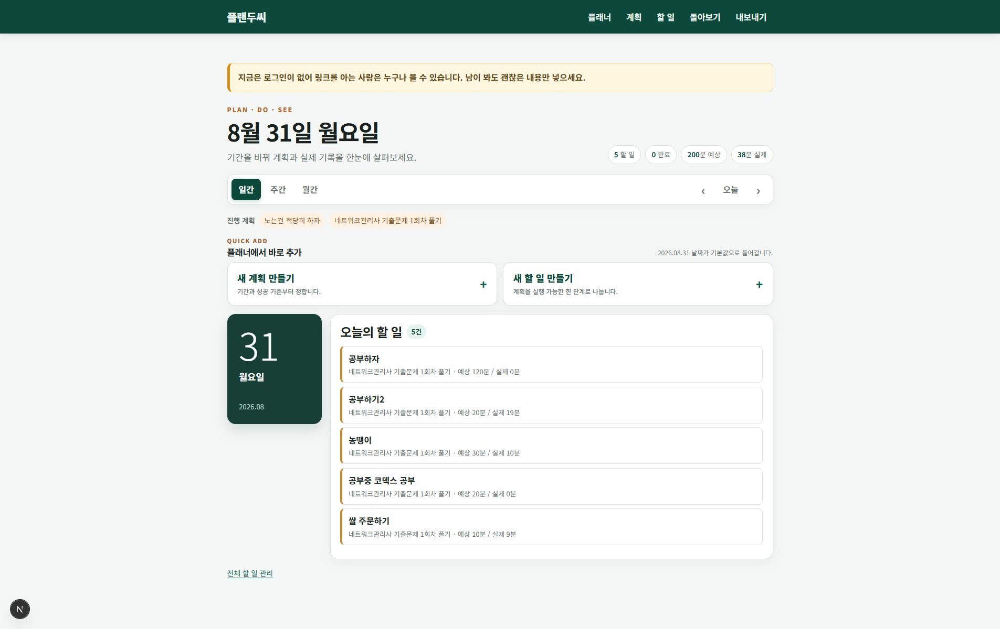 플랜두씨
플래너 계획 할 일 돌아보기 내보내기
지금은 로그인이 없어 링크를 아는 사람은 누구나 볼 수 있습니다. 남이 봐도 괜찮은 내용만 넣으세요.
PLAN · DO · SEE
8월 31일 월요일
기간을 바꿔 계획과 실제 기록을 한눈에 살펴보세요.
5 할 일 0 완료 200분 예상 38분 실제
일간 주간 월간 ‹ 오늘 ›
진행 계획 노는건 적당히 하자 네트워크관리사 기출문제 1회차 풀기
QUICK ADD
플래너에서 바로 추가
2026.08.31 날짜가 기본값으로 들어갑니다.
새 계획 만들기
기간과 성공 기준부터 정합니다.
+
새 할 일 만들기
계획을 실행 가능한 한 단계로 나눕니다.
+
31
월요일
2026.08
오늘의 할 일 5건
공부하자
네트워크관리사 기출문제 1회차 풀기 · 예상 120분 / 실제 0분
공부하기2
네트워크관리사 기출문제 1회차 풀기 · 예상 20분 / 실제 19분
농땡이
네트워크관리사 기출문제 1회차 풀기 · 예상 30분 / 실제 10분
공부중 코덱스 공부
네트워크관리사 기출문제 1회차 풀기 · 예상 20분 / 실제 0분
쌀 주문하기
네트워크관리사 기출문제 1회차 풀기 · 예상 10분 / 실제 9분
전체 할 일 관리
N